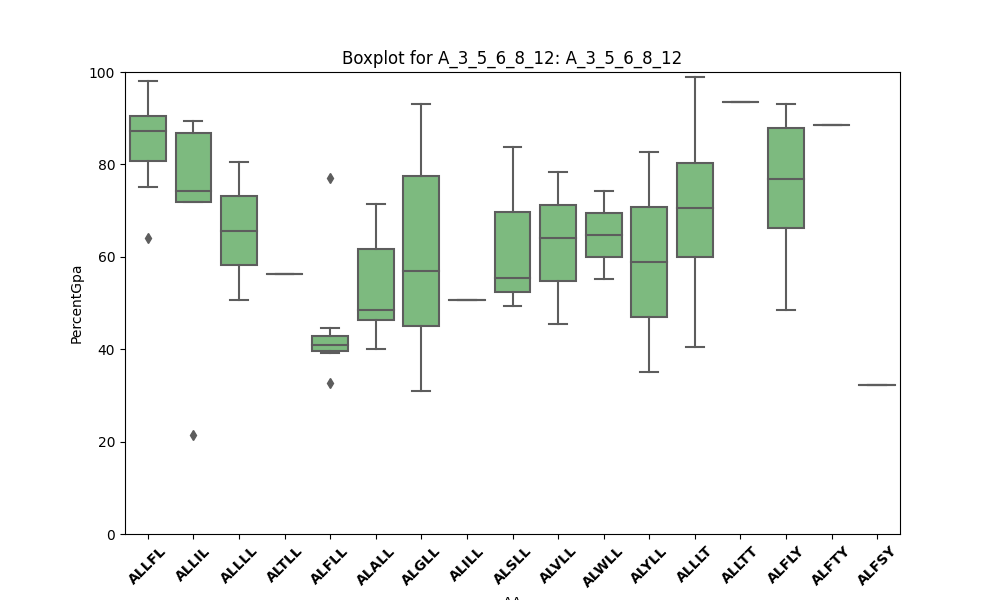 Boxplot for A_3_5_6_8_12: A_3_5_6_8_12
100
80
60
40
20
0
PercentGpa
ALLFL ALLIL ALLLL ALTLL ALFLL ALALL ALGLL ALILL ALSLL ALVLL ALWLL ALYLL ALLLT ALLTT ALFLY ALFTY ALFSY